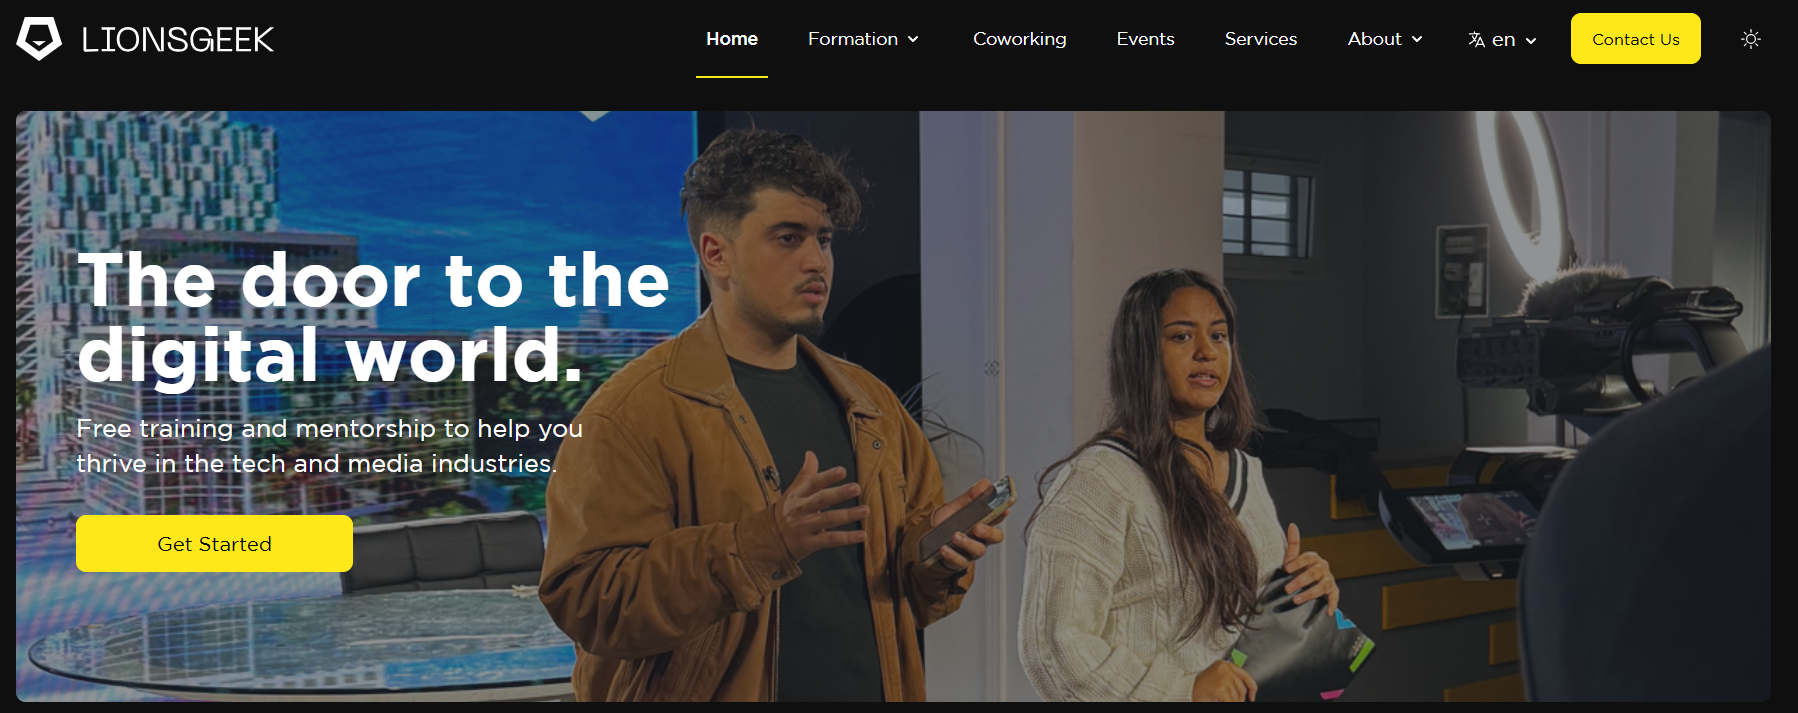 LIONSGEEK
Home Formation Coworking Events Services About en Contact Us
The door to the
digital world.
Free training and mentorship to help you
thrive in the tech and media industries.
Get Started